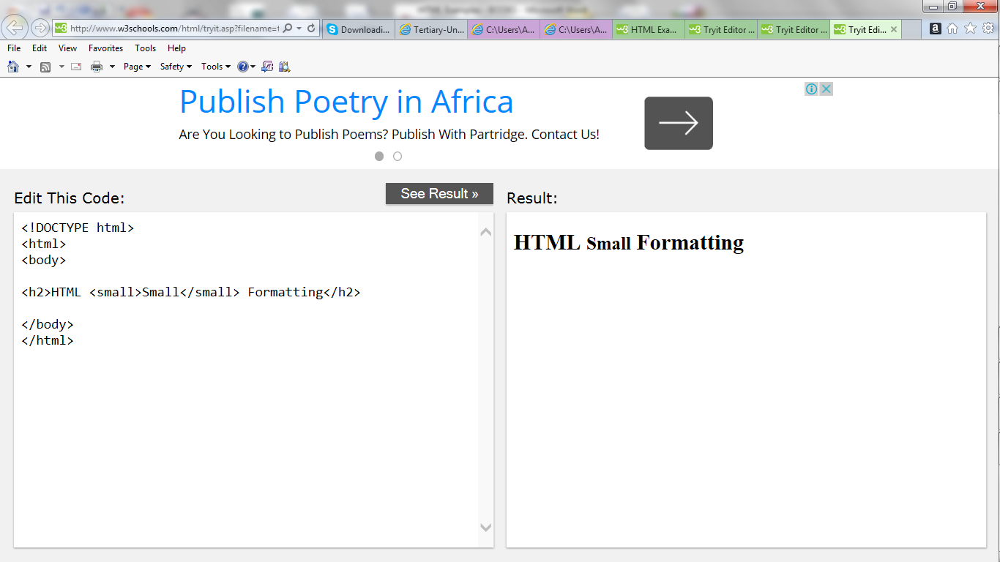 http://www.w3schools.com/html/tryit.asp?filename=t
Downloadi...
Tertiary-Un...
C:\Users\A...
C:\Users\A...
HTML Exa...
Tryit Editor ...
Tryit Editor ...
Tryit Edi...
File Edit View Favorites Tools Help
Page Safety Tools
Publish Poetry in Africa
Are You Looking to Publish Poems? Publish With Partridge. Contact Us!
Edit This Code:
See Result »
<!DOCTYPE html>
<html>
<body>
<h2>HTML <small>Small</small> Formatting</h2>
</body>
</html>
Result:
HTML Small Formatting